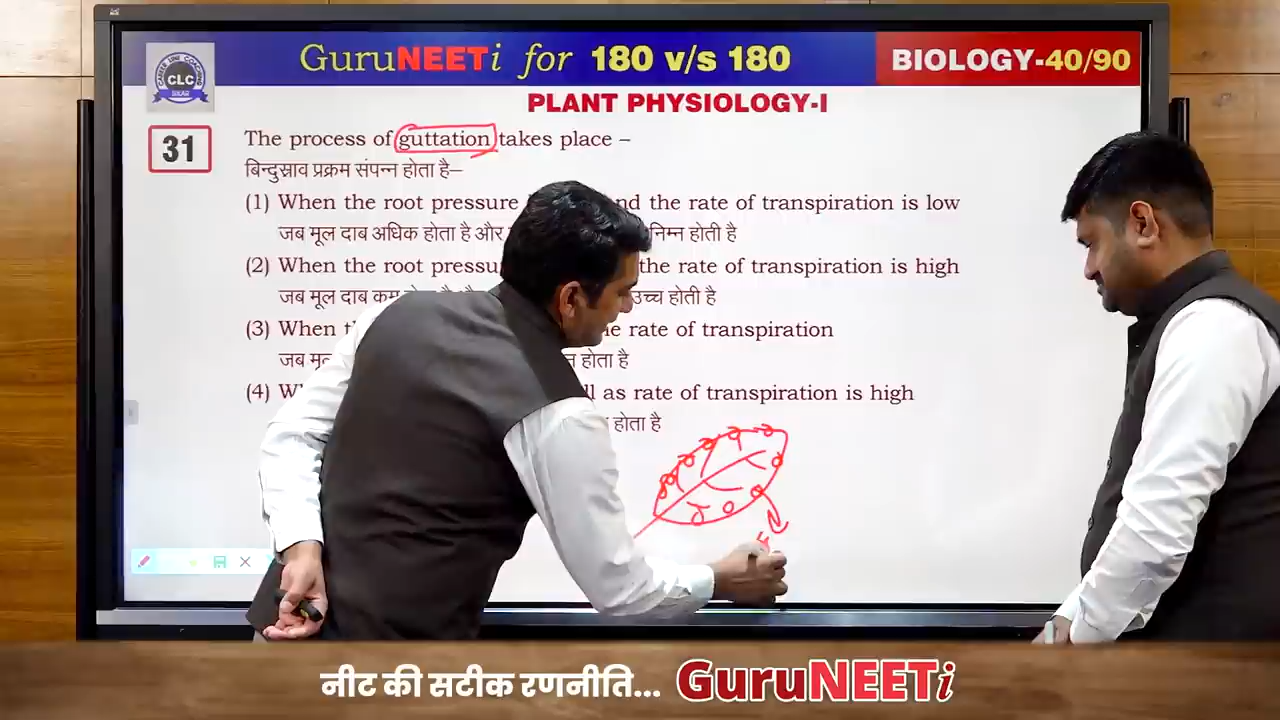 GuruNEETi for 180 v/s 180
BIOLOGY-40/90
CLC
PLANT PHYSIOLOGY-I
31
The process of guttation takes place –
बिन्दुस्राव प्रक्रम संपन्न होता है–
(1) When the root pressure nd the rate of transpiration is low
जब मूल दाब अधिक होता है और निम्न होती है
(2) When the root pressu the rate of transpiration is high
जब मूल दाब कम उच्च होती है
(3) When rate of transpiration
जब होता है
(4) as rate of transpiration is high
होता है
नीट की सटीक रणनीति... GuruNEETi